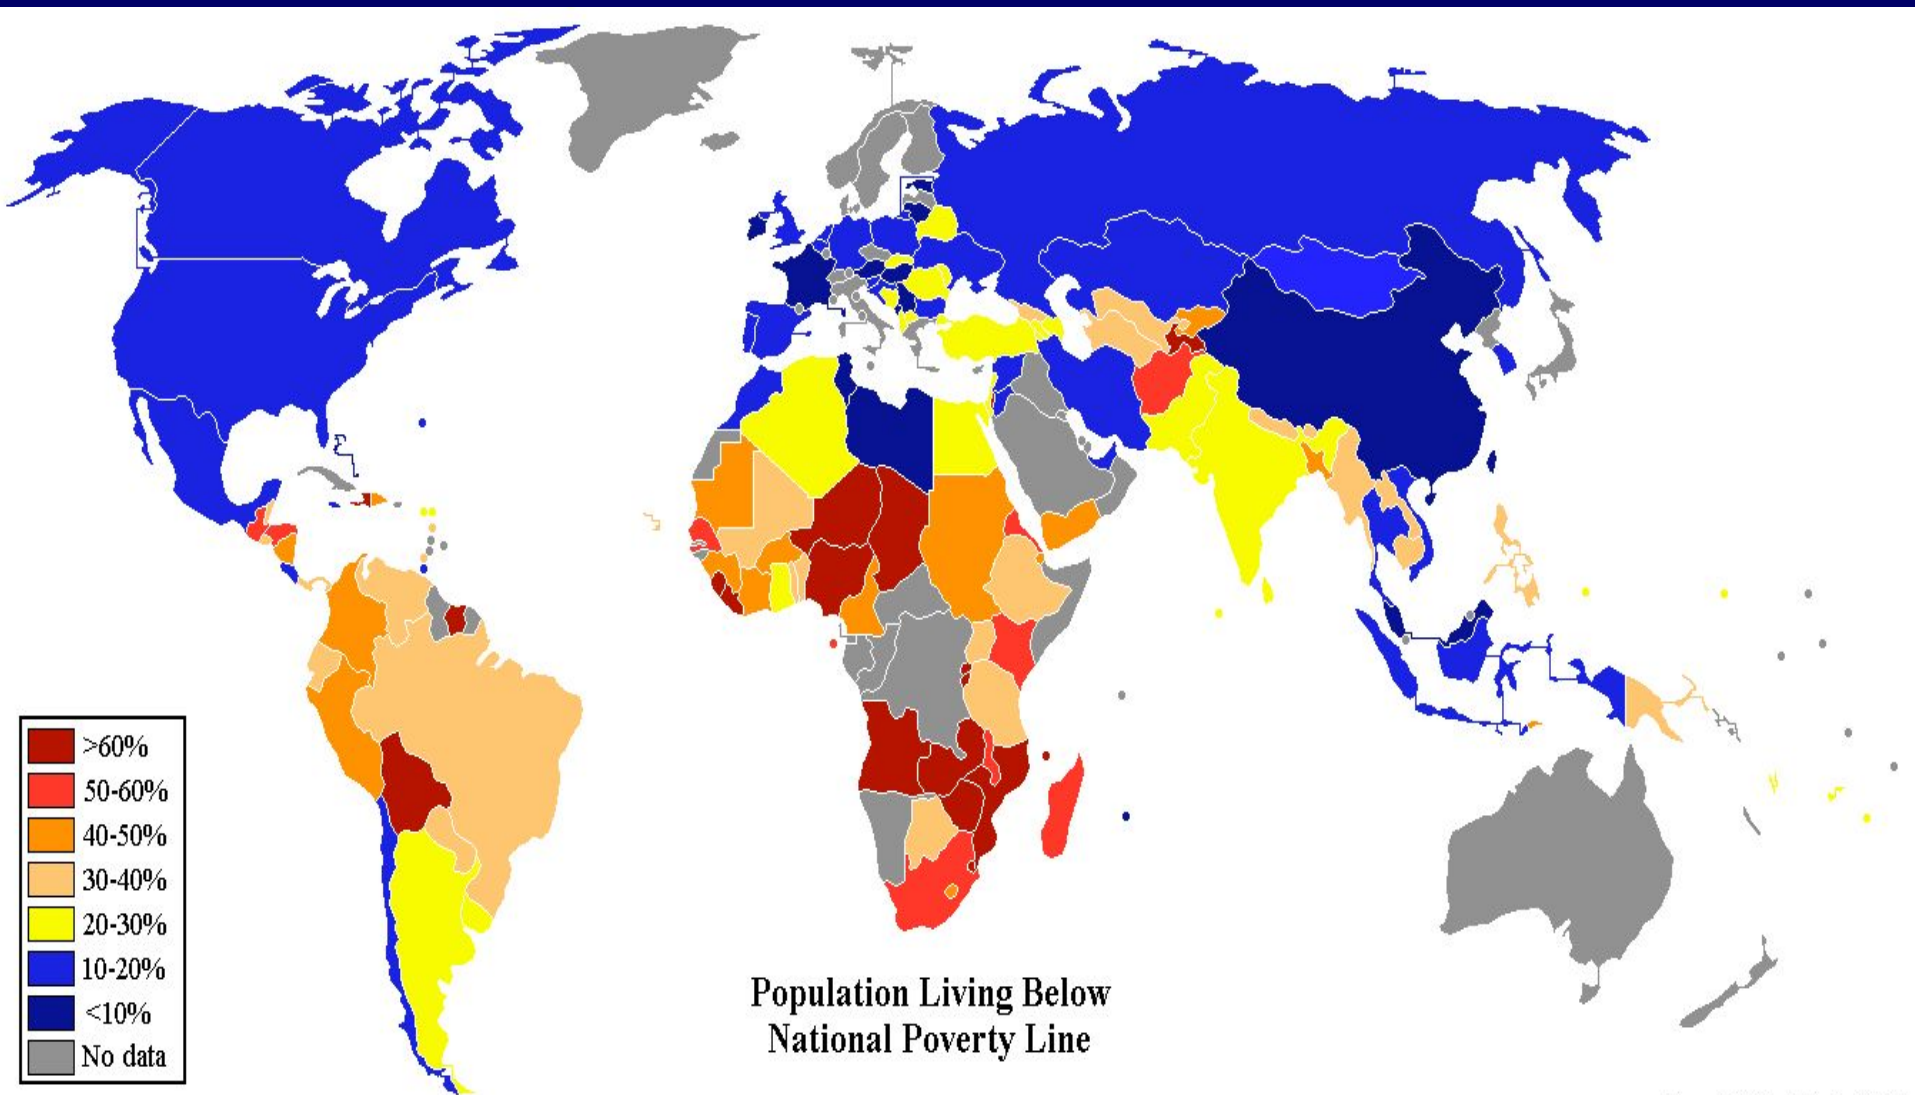 >60%
50-60%
40-50%
30-40%
20-30%
10-20%
<10%
No data
Population Living Below
National Poverty Line